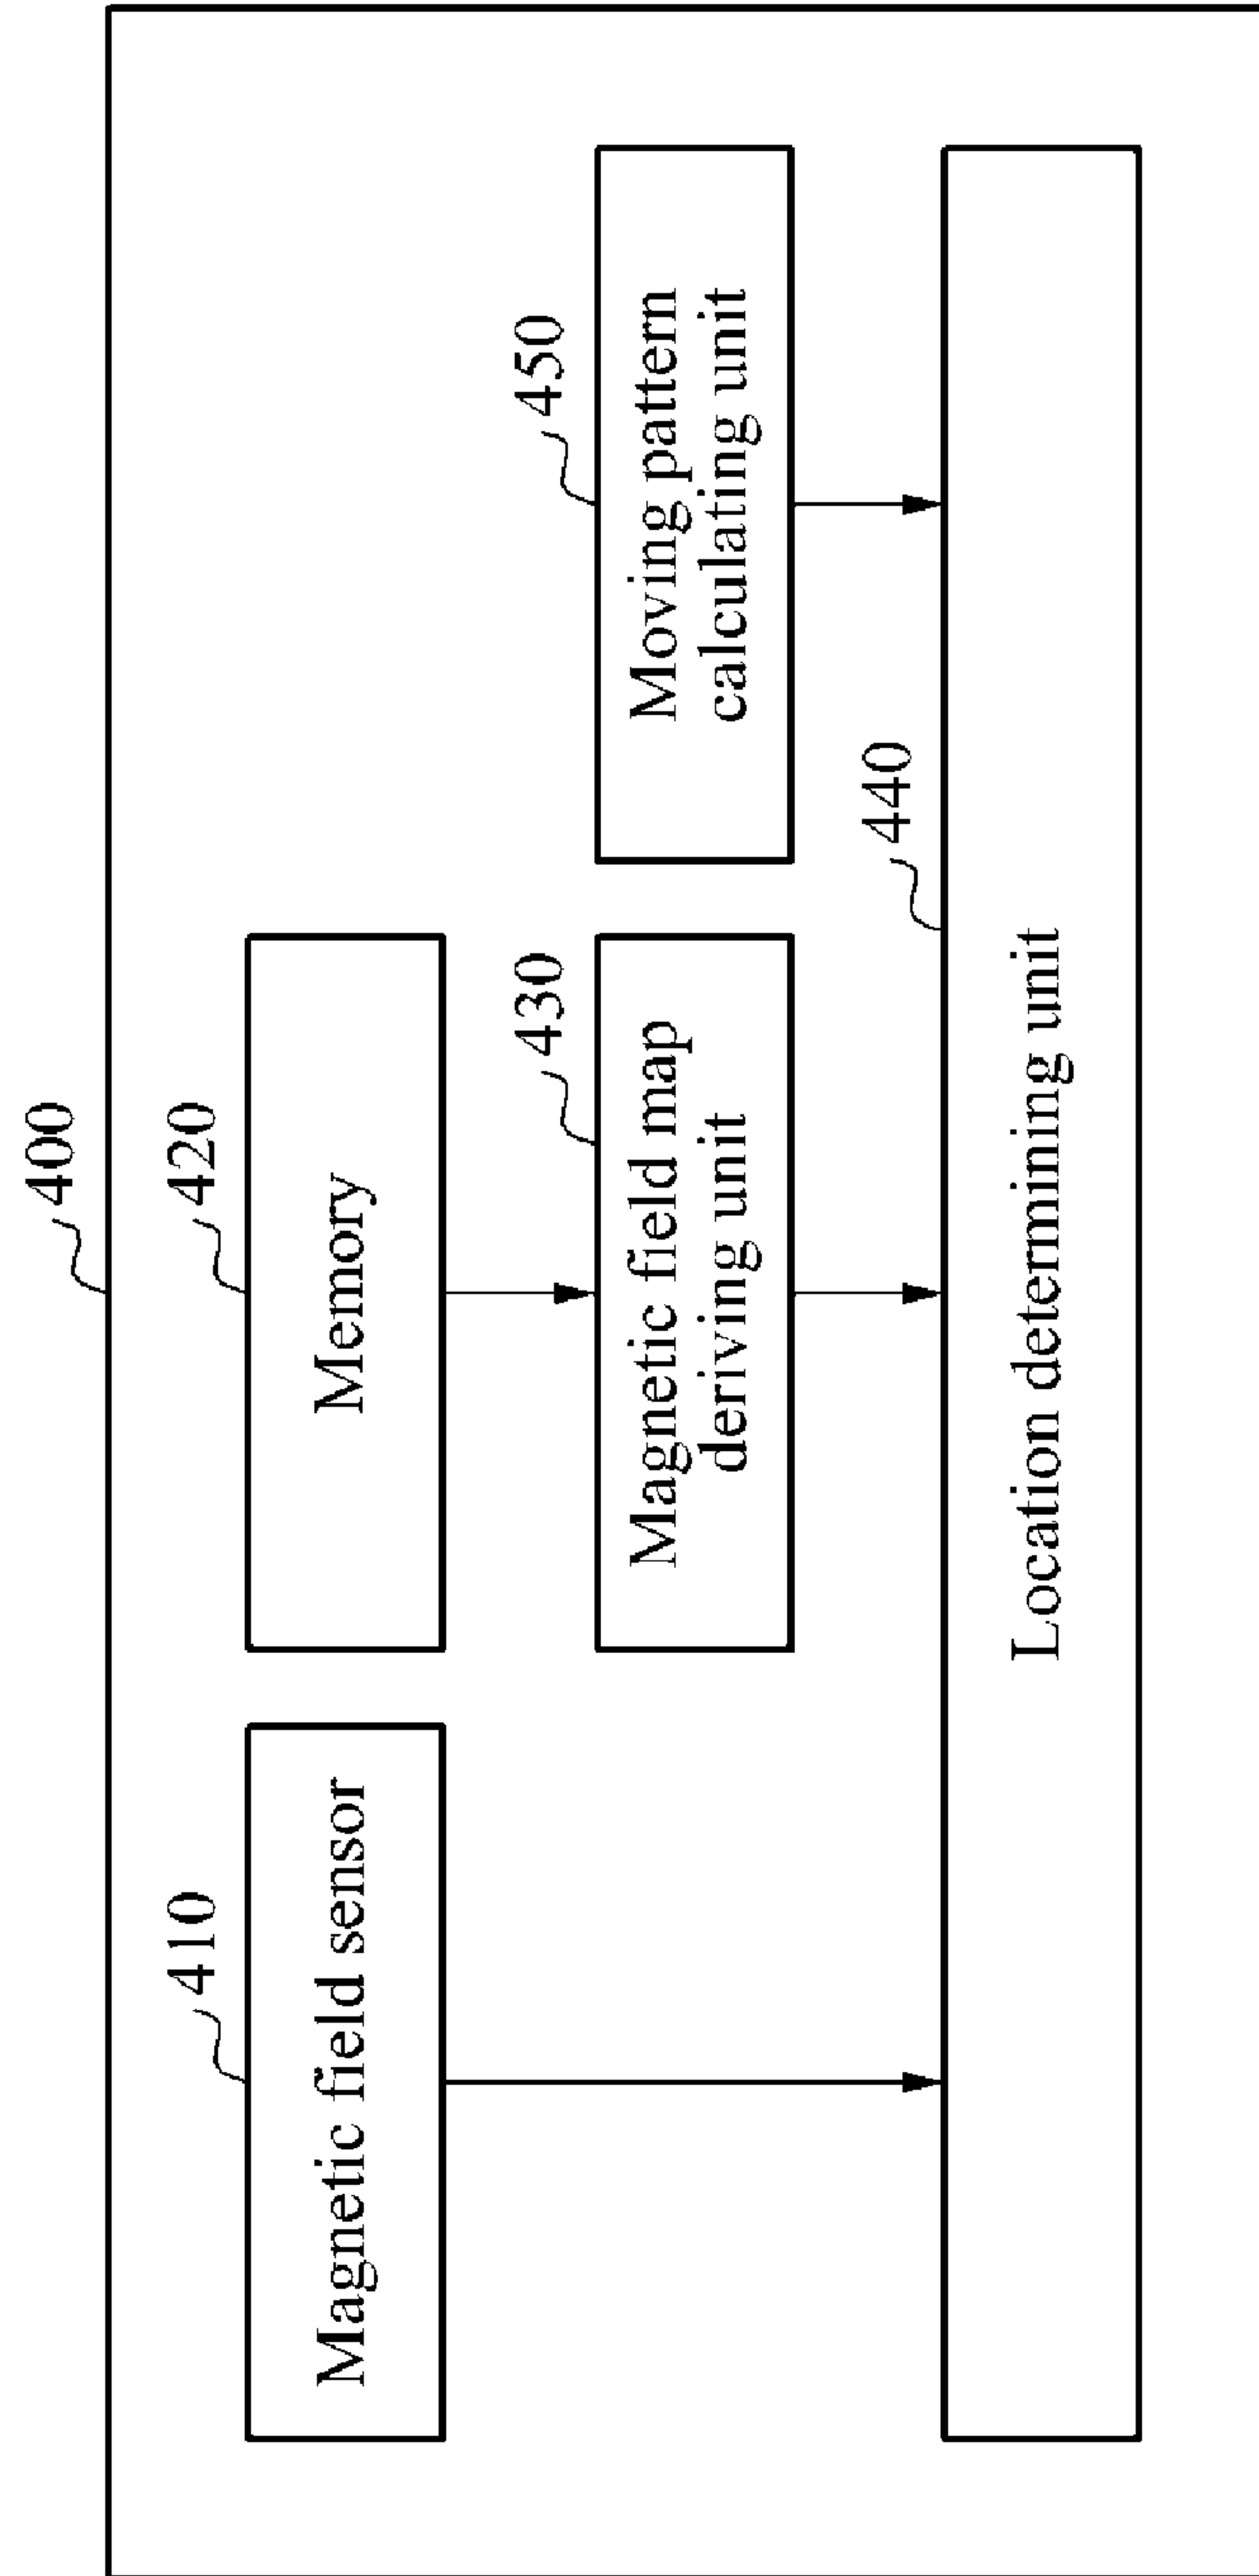 400
410
Magnetic field sensor
420
Memory
430
Magnetic field map
deriving unit
450
Moving pattern
calculating unit
440
Location determining unit